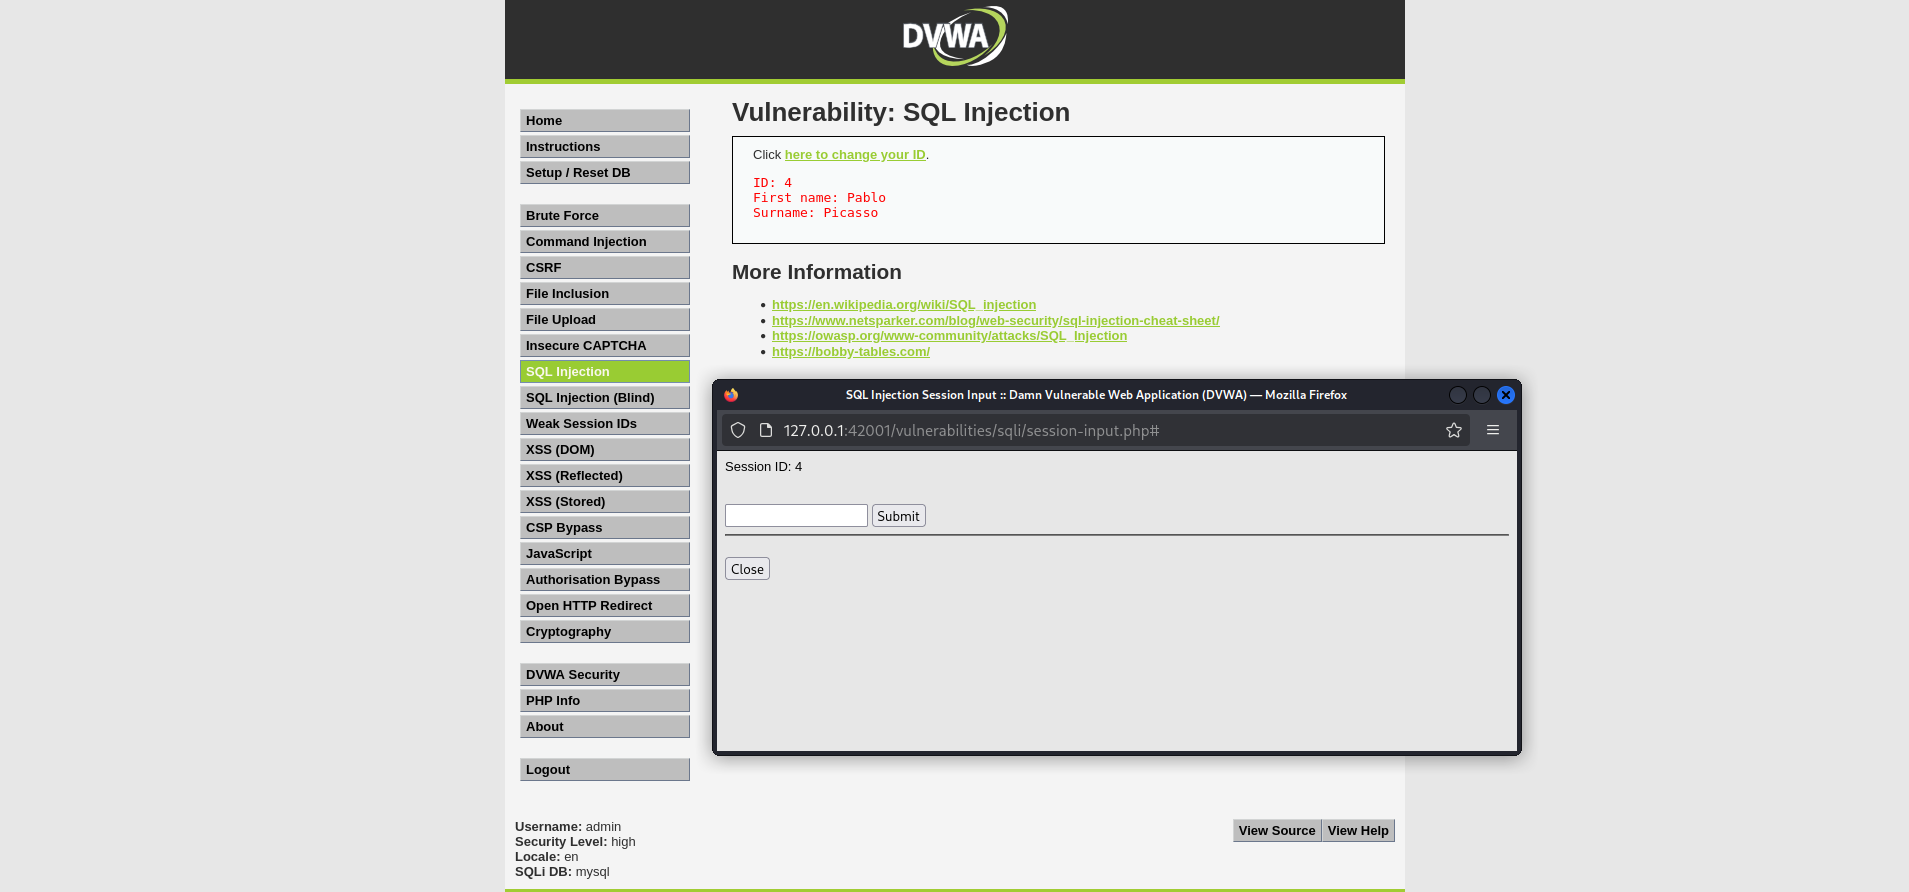 DVWA
Home
Instructions
Setup / Reset DB
Brute Force
Command Injection
CSRF
File Inclusion
File Upload
Insecure CAPTCHA
SQL Injection
SQL Injection (Blind)
Weak Session IDs
XSS (DOM)
XSS (Reflected)
XSS (Stored)
CSP Bypass
JavaScript
Authorisation Bypass
Open HTTP Redirect
Cryptography
DVWA Security
PHP Info
About
Logout
Vulnerability: SQL Injection
Click here to change your ID.
ID: 4
First name: Pablo
Surname: Picasso
More Information
https://en.wikipedia.org/wiki/SQL_injection
https://www.netsparker.com/blog/web-security/sql-injection-cheat-sheet/
https://owasp.org/www-community/attacks/SQL_Injection
https://bobby-tables.com/
SQL Injection Session Input :: Damn Vulnerable Web Application (DVWA) — Mozilla Firefox
127.0.0.1:42001/vulnerabilities/sqli/session-input.php#
Session ID: 4
Submit
Close
Username: admin
Security Level: high
Locale: en
SQLi DB: mysql
View Source View Help